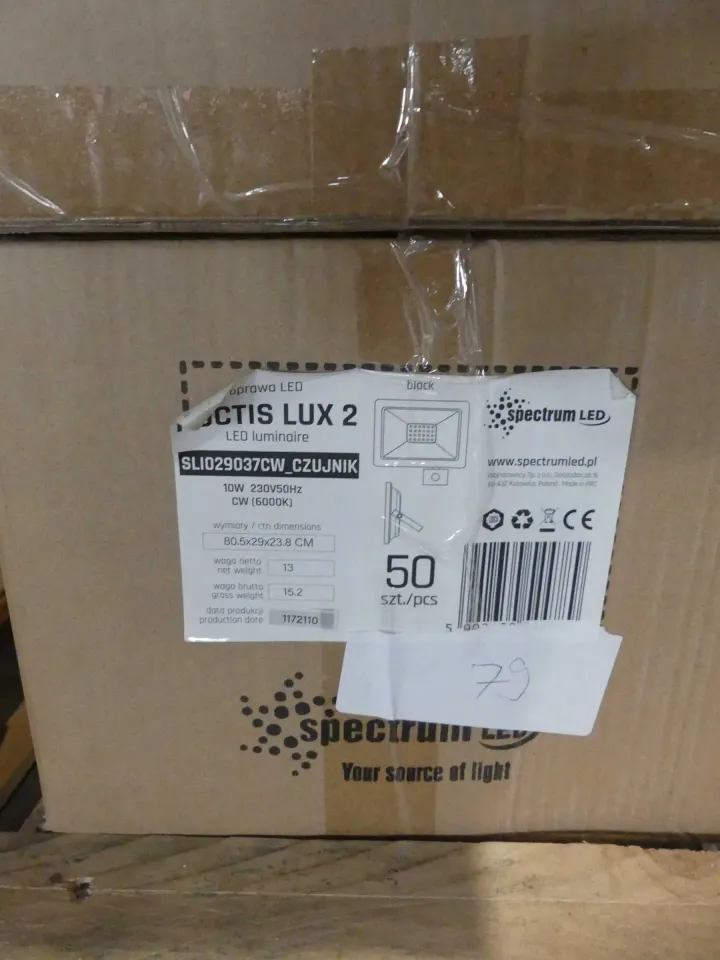 oprawa LED
black
LUX 2
LED luminaire
spectrum LED
SLI029037CW_CZUJNIK
www.spectrumled.pl
10W 230V50Hz
CW (6000K)
wymiary / ctn dimensions
80.5x29x23.8 CM
CE
waga netto
net weight
13
50
szt./pcs
waga brutto
gross weight
15.2
data produkcji
production date
1172110
79
spectrum LED
Your source of light